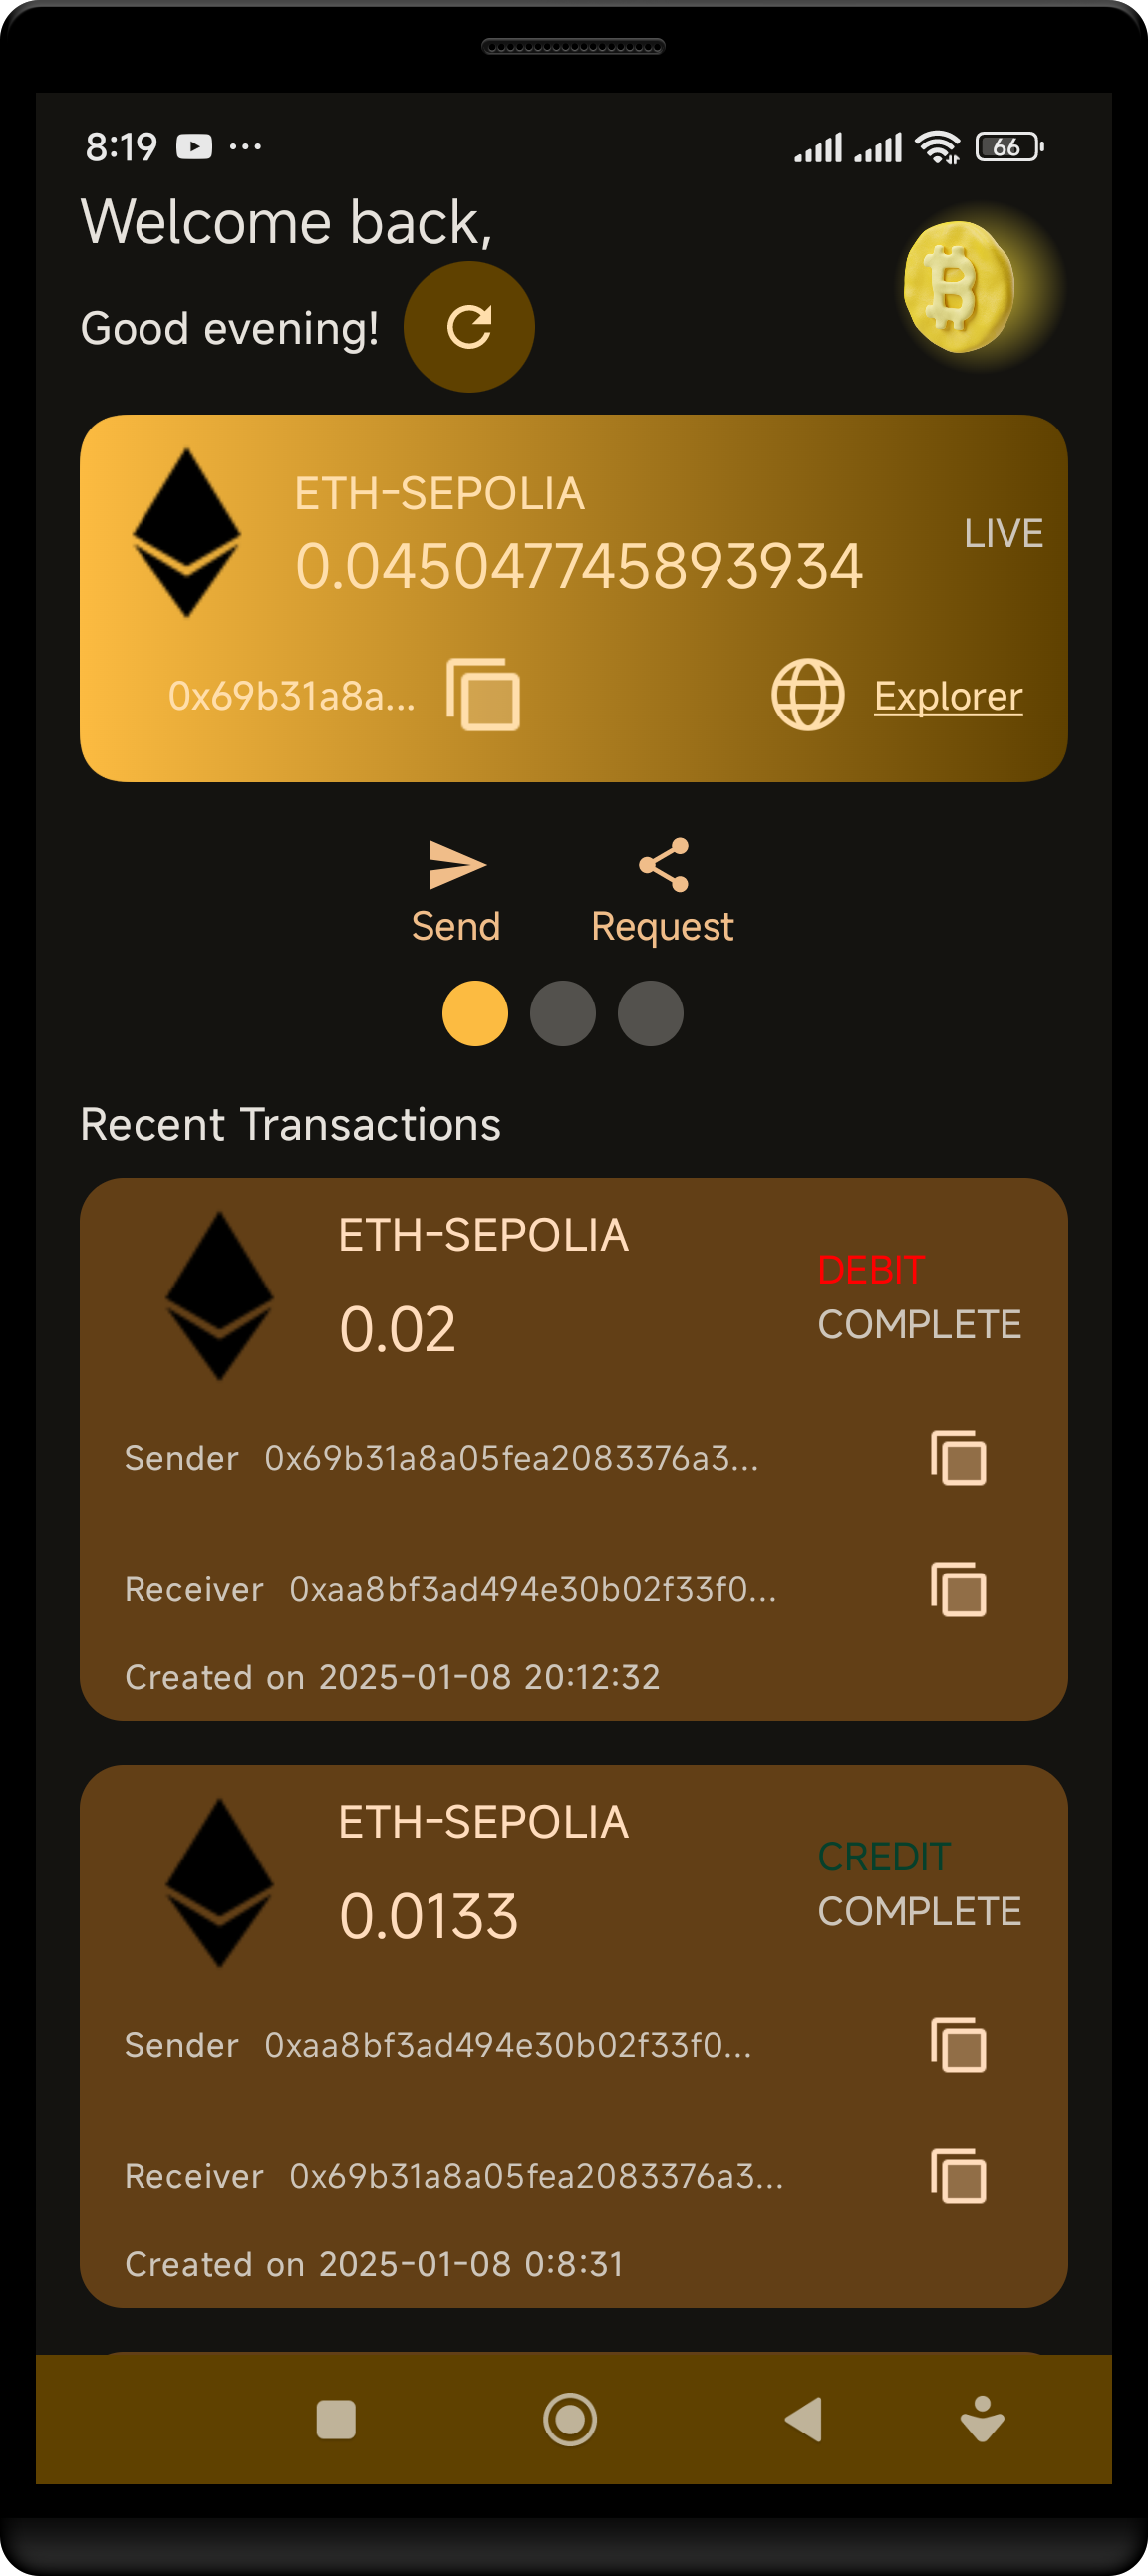 8:19
66
Welcome back,
Good evening!
ETH-SEPOLIA
0.045047745893934
LIVE
0x69b31a8a...
Explorer
Send
Request
Recent Transactions
ETH-SEPOLIA
0.02
DEBIT
COMPLETE
Sender 0x69b31a8a05fea2083376a3...
Receiver 0xaa8bf3ad494e30b02f33f0...
Created on 2025-01-08 20:12:32
ETH-SEPOLIA
0.0133
CREDIT
COMPLETE
Sender 0xaa8bf3ad494e30b02f33f0...
Receiver 0x69b31a8a05fea2083376a3...
Created on 2025-01-08 0:8:31